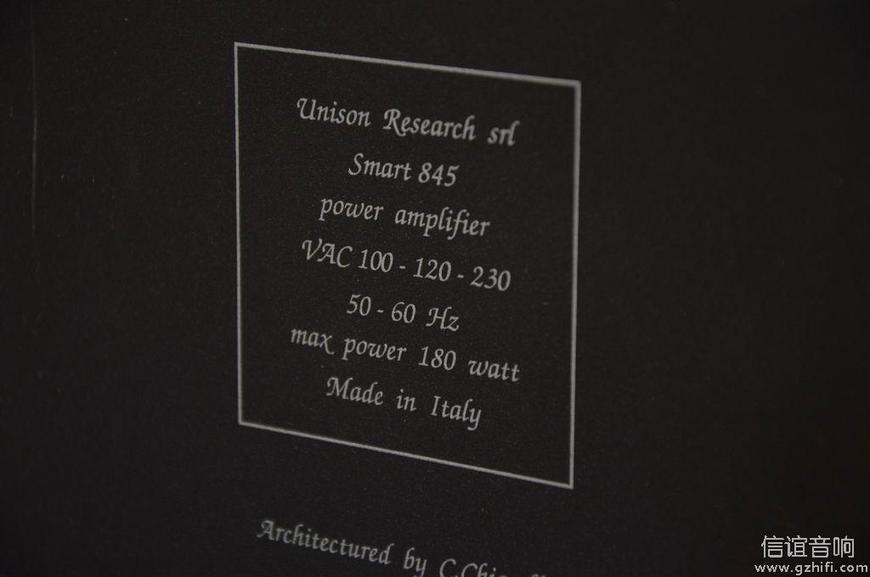 Unison Research srl
Smart 845
power amplifier
VAC 100 - 120 - 230
50 - 60 Hz
max power 180 watt
Made in Italy
Architectured by
信谊音响
www.gzhifi.com